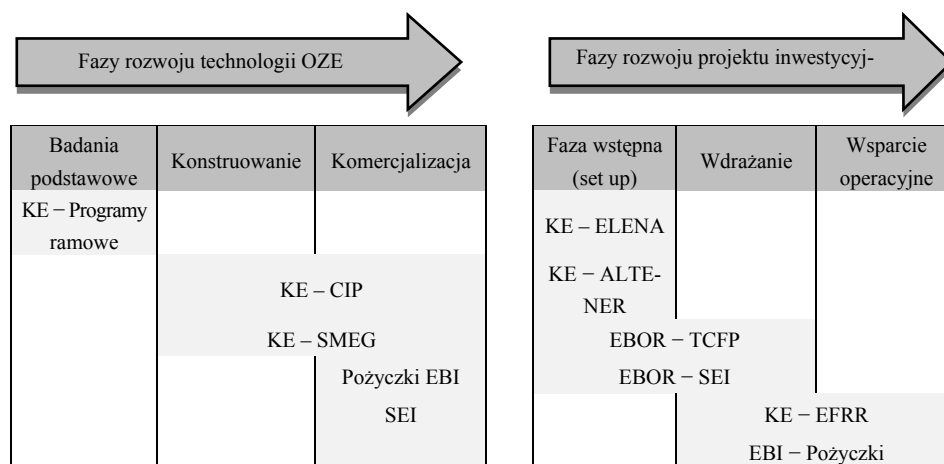 Fazy rozwoju technologii OZE
Fazy rozwoju projektu inwestycyj-
Badania
podstawowe
Konstruowanie
Komercjalizacja
KE – Programy
ramowe
KE – CIP
KE – SMEG
Pożyczki EBI
SEI
Faza wstępna
(set up)
Wdrażanie
Wsparcie
operacyjne
KE – ELENA
KE − ALTE-
NER
EBOR − TCFP
EBOR – SEI
KE − EFRR
EBI − Pożyczki